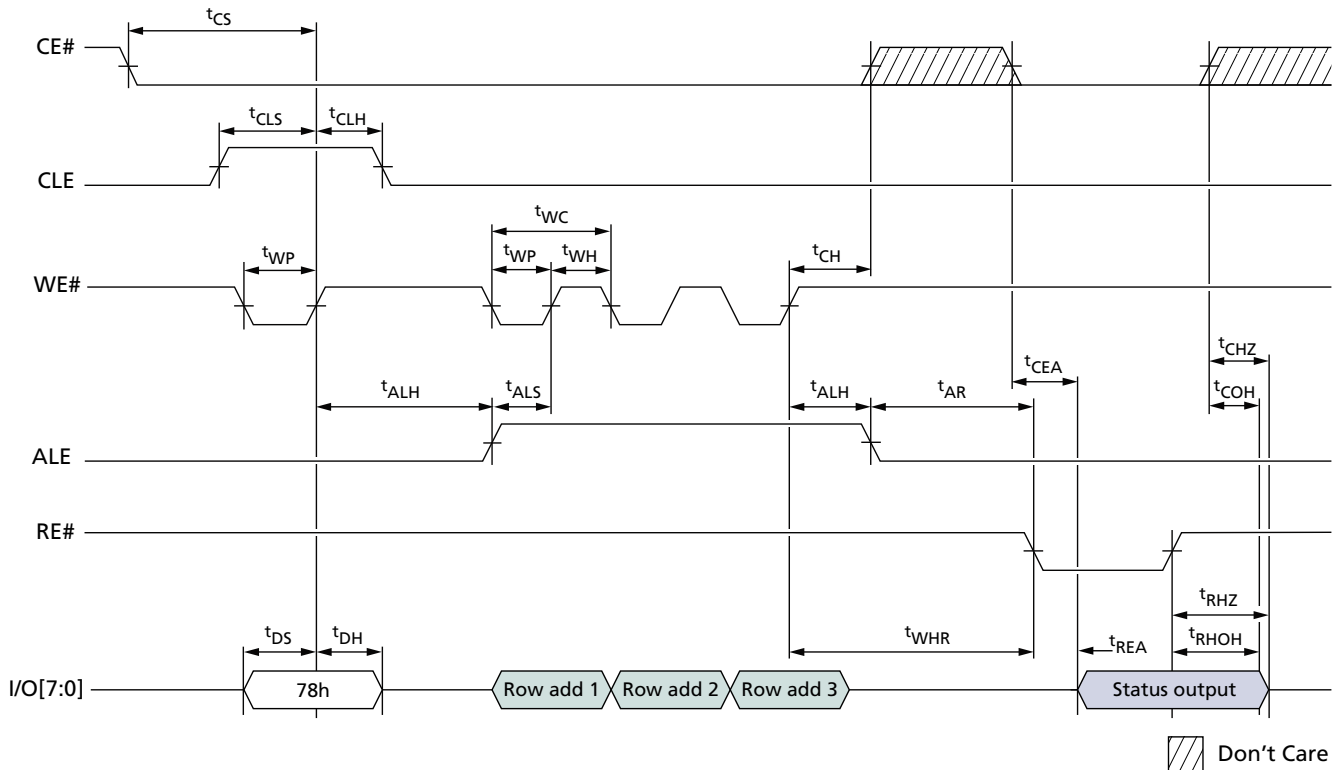 tCS
CE#
tCLS
tCLH
CLE
tWC
tWP
tWP
tWH
tCH
WE#
tCHZ
tCEA
tALH
tALS
tALH
tAR
tCOH
ALE
RE#
tRHZ
tDS
tDH
tWHR
tREA
tRHOH
I/O[7:0]
78h
Row add 1
Row add 2
Row add 3
Status output
Don't Care